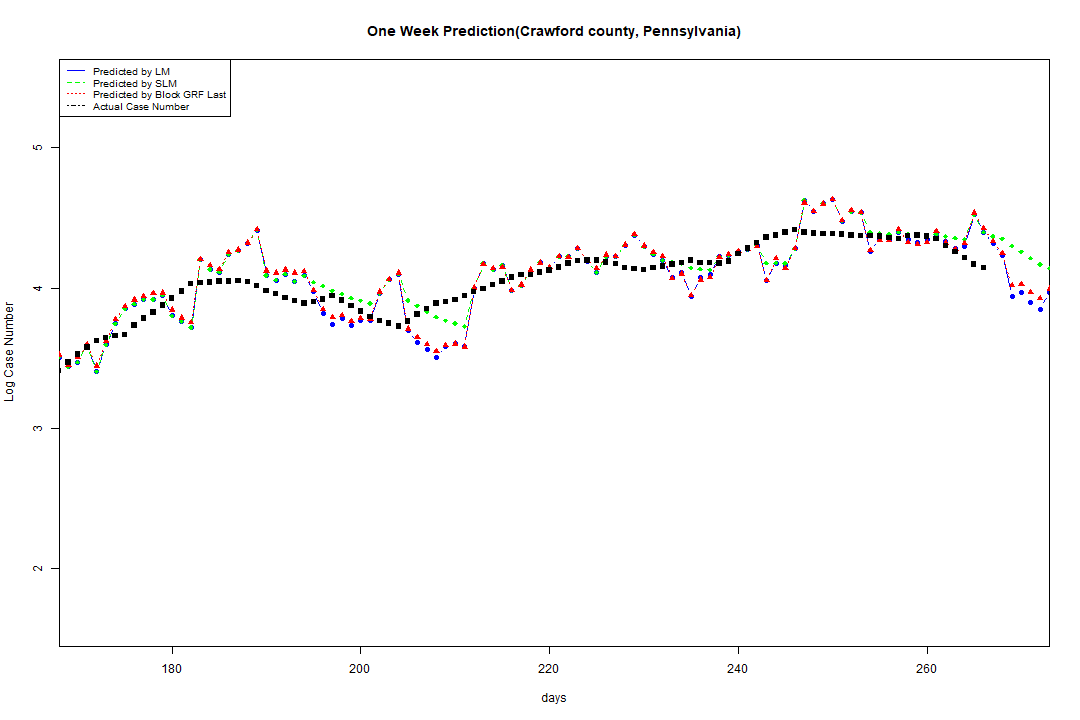 One Week Prediction(Crawford county, Pennsylvania)
Predicted by LM
Predicted by SLM
Predicted by Block GRF Last
Actual Case Number
5
4
3
2
Log Case Number
180 200 220 240 260
days